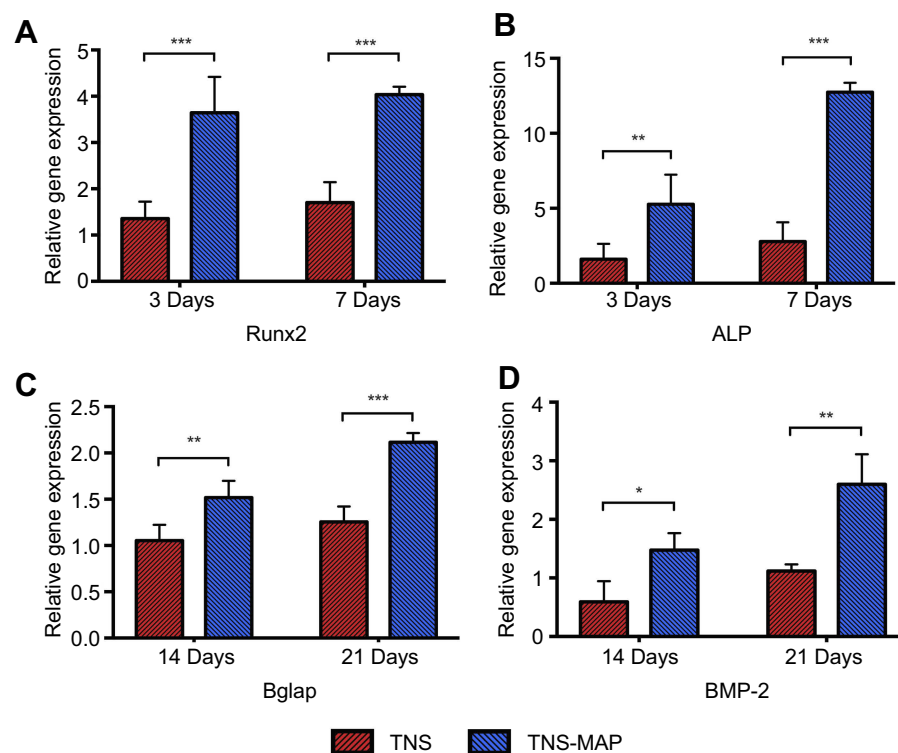 A
Relative gene expression
5
4
3
2
1
0
***
***
3 Days
7 Days
Runx2
B
Relative gene expression
15
10
5
0
**
***
3 Days
7 Days
ALP
C
Relative gene expression
2.5
2.0
1.5
1.0
0.5
0.0
**
***
14 Days
21 Days
Bglap
D
Relative gene expression
4
3
2
1
0
*
**
14 Days
21 Days
BMP-2
TNS
TNS-MAP